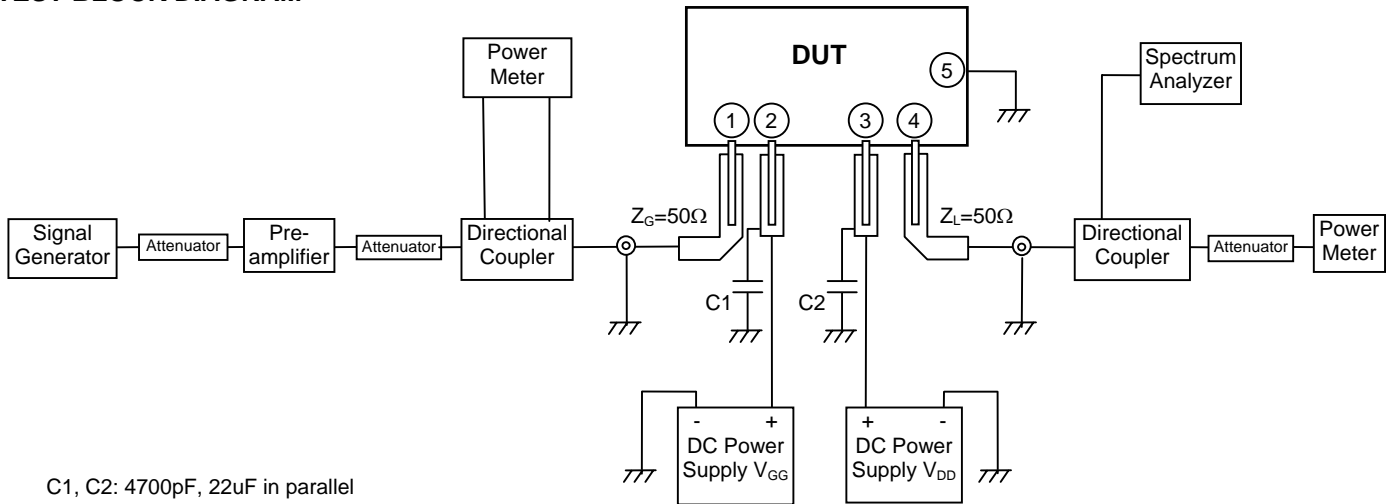 Power
Meter
DUT
5
Spectrum
Analyzer
1 2 3 4
Z_G=50Ω
Z_L=50Ω
Signal
Generator
Attenuator
Pre-
amplifier
Attenuator
Directional
Coupler
Directional
Coupler
Attenuator
Power
Meter
C1
C2
- +
DC Power
Supply V_GG
+ -
DC Power
Supply V_DD
C1, C2: 4700pF, 22uF in parallel